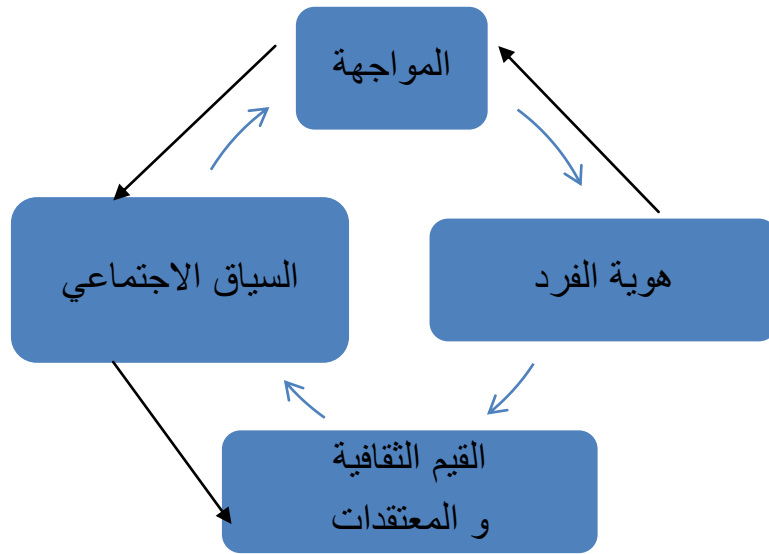 المواجهة
هوية الفرد
السياق الاجتماعي
القيم الثقافية
و المعتقدات